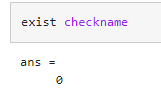 exist checkname
ans =
0